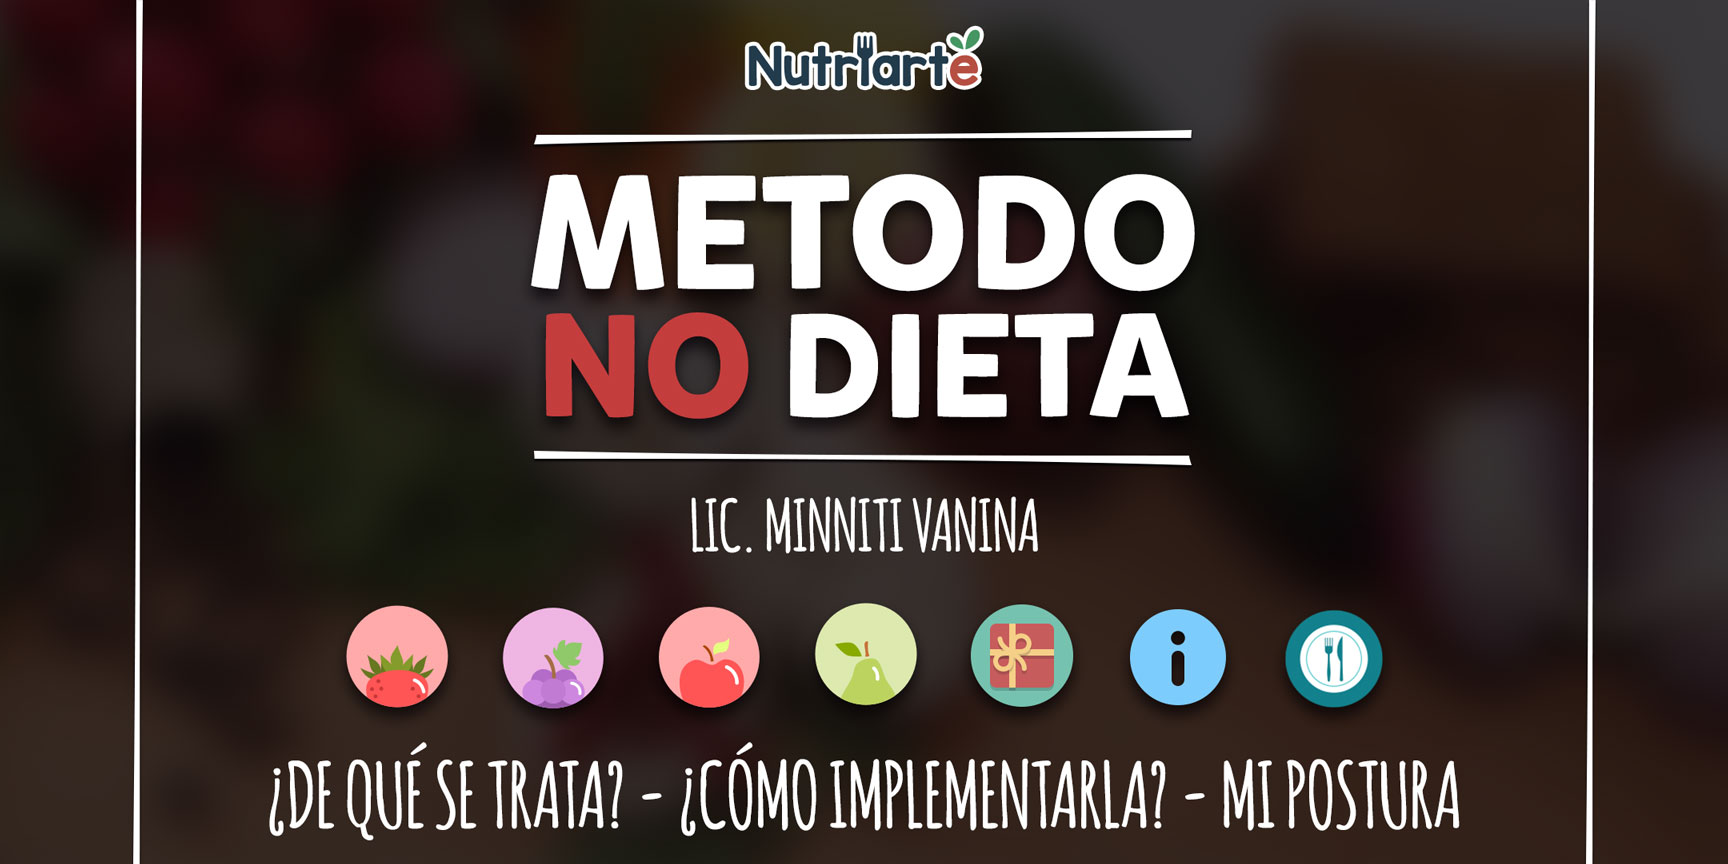 Nutriarte
METODO
NO DIETA
LIC. MINNITI VANINA
¿DE QUÉ SE TRATA? - ¿CÓMO IMPLEMENTARLA? - MI POSTURA